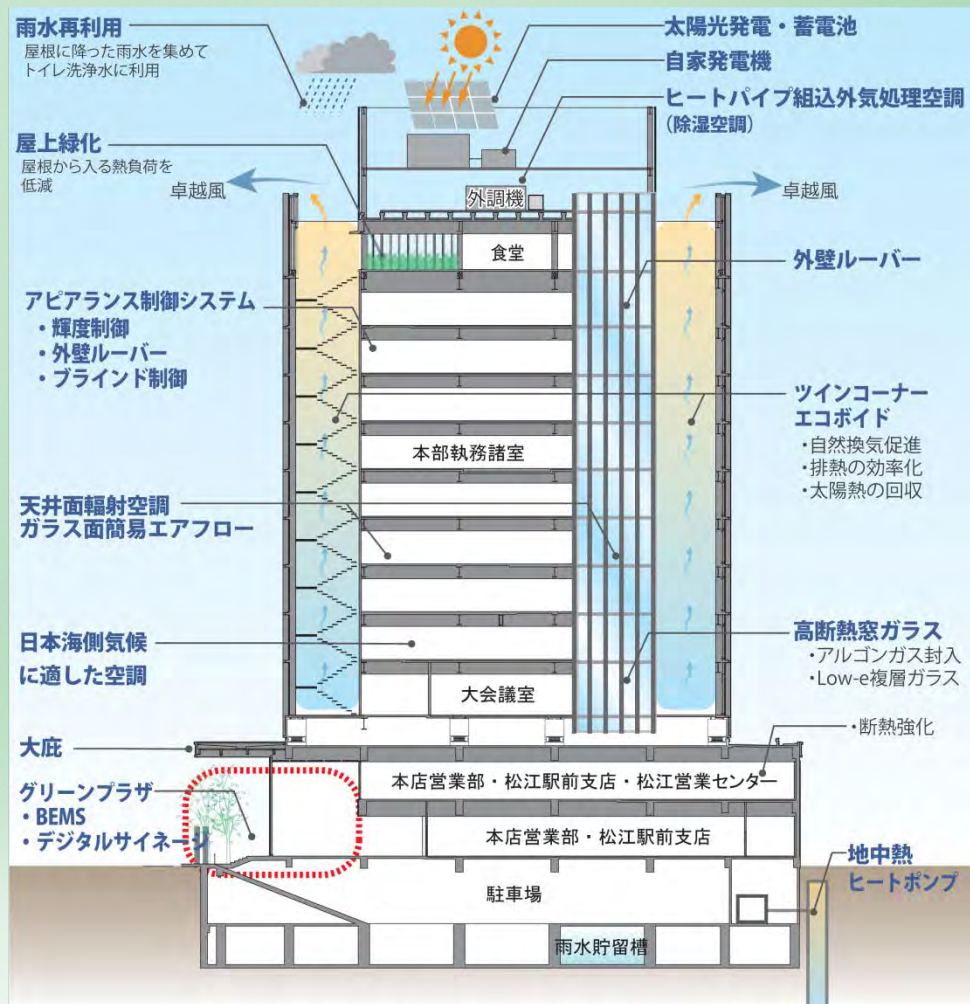 雨水再利用
屋根に降った雨水を集めて
トイレ洗浄水に利用
太陽光発電・蓄電池
自家発電機
ヒートパイプ組込外気処理空調
(除湿空調)
屋上緑化
屋根から入る熱負荷を
低減
卓越風
卓越風
外調機
食堂
外壁ルーバー
アピアランス制御システム
・輝度制御
・外壁ルーバー
・ブラインド制御
ツインコーナー
エコボイド
・自然換気促進
・排熱の効率化
・太陽熱の回収
本部執務諸室
天井面輻射空調
ガラス面簡易エアフロー
日本海側気候
に適した空調
高断熱窓ガラス
・アルゴンガス封入
・Low-e複層ガラス
大会議室
・断熱強化
大庇
本店営業部・松江駅前支店・松江営業センター
グリーンプラザ
・BEMS
・デジタルサイネージ
本店営業部・松江駅前支店
地中熱
ヒートポンプ
駐車場
雨水貯留槽